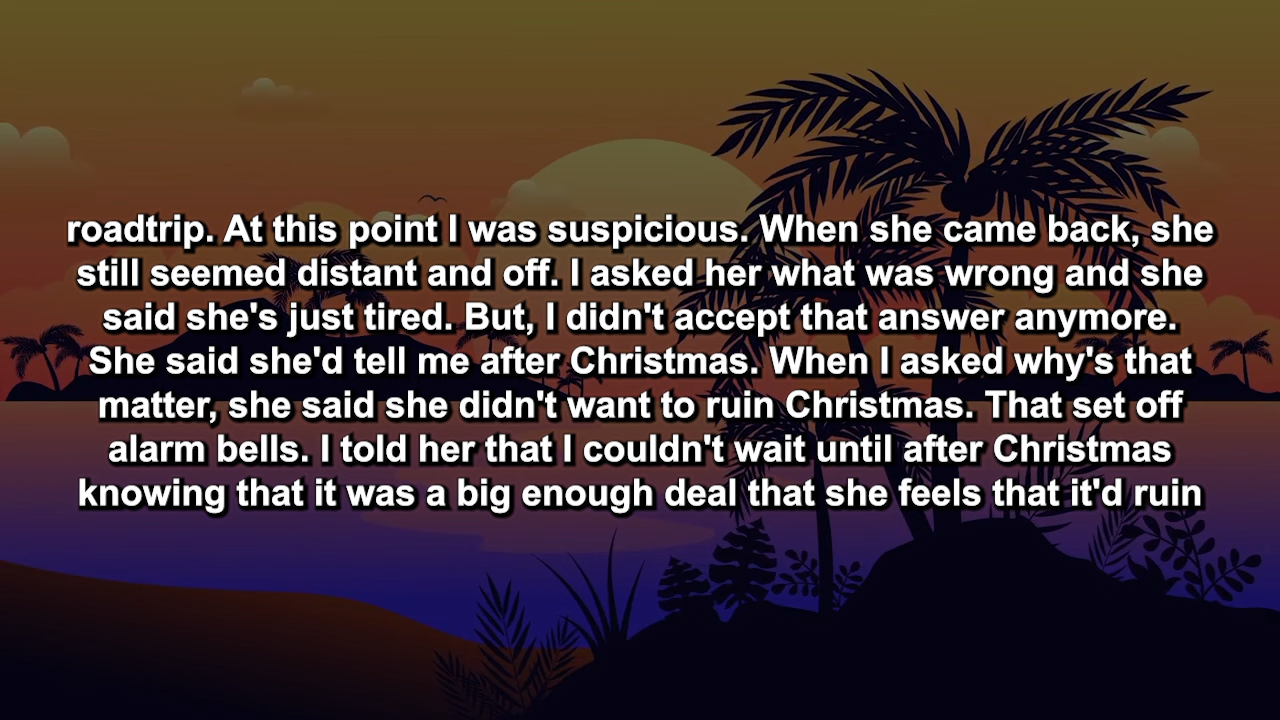 roadtrip. At this point I was suspicious. When she came back, she
still seemed distant and off. I asked her what was wrong and she
said she's just tired. But, I didn't accept that answer anymore.
She said she'd tell me after Christmas. When I asked why's that
matter, she said she didn't want to ruin Christmas. That set off
alarm bells. I told her that I couldn't wait until after Christmas
knowing that it was a big enough deal that she feels that it'd ruin